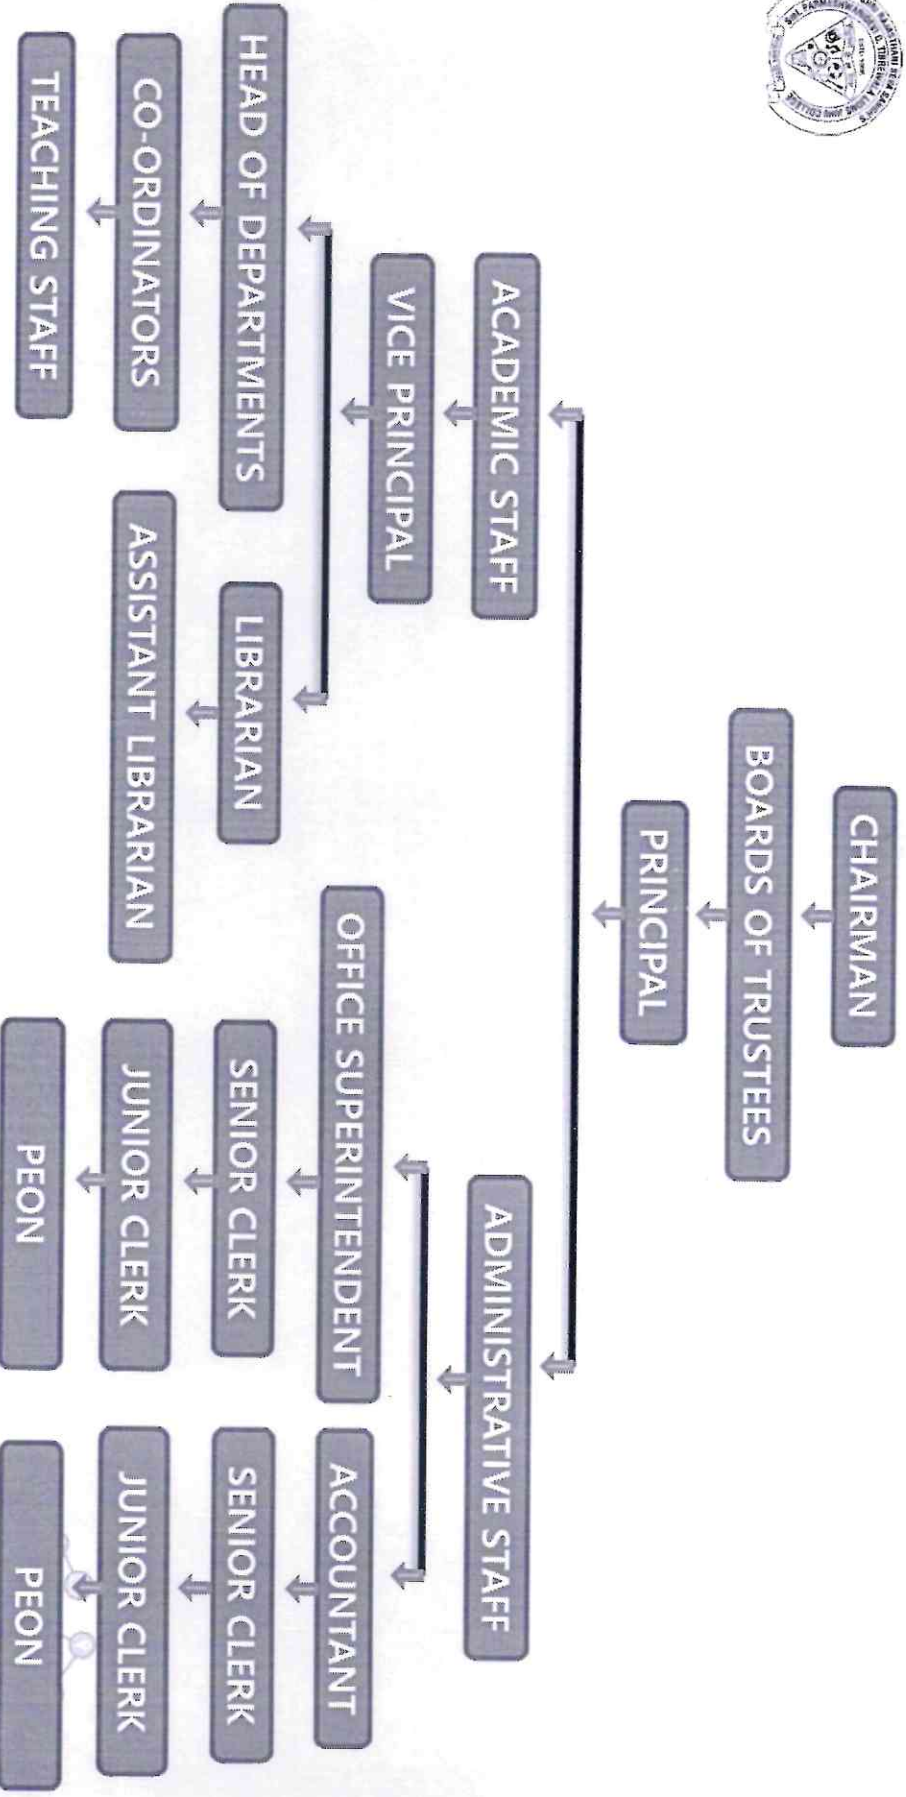 CHAIRMAN
BOARDS OF TRUSTEES
PRINCIPAL
ACADEMIC STAFF
VICE PRINCIPAL
HEAD OF DEPARTMENTS
CO-ORDINATORS
TEACHING STAFF
LIBRARIAN
ASSISTANT LIBRARIAN
ADMINISTRATIVE STAFF
OFFICE SUPERINTENDENT
SENIOR CLERK
JUNIOR CLERK
PEON
ACCOUNTANT
SENIOR CLERK
JUNIOR CLERK
PEON